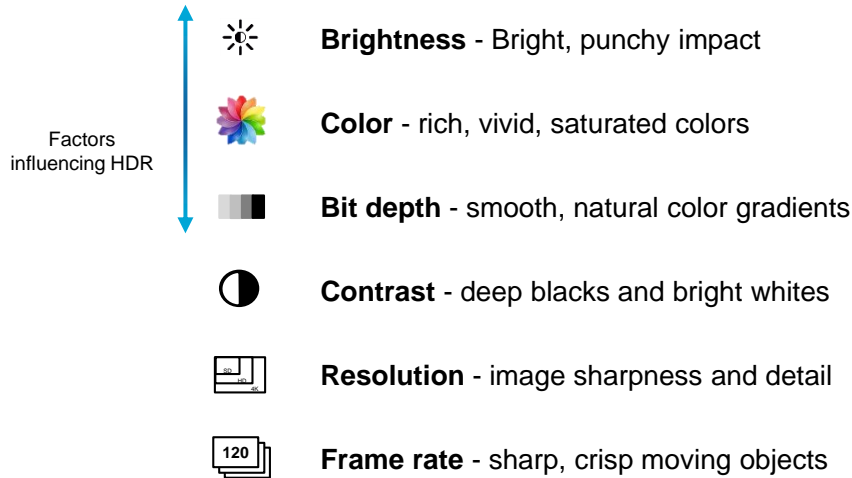 Brightness - Bright, punchy impact
Color - rich, vivid, saturated colors
Factors
influencing HDR
Bit depth - smooth, natural color gradients
Contrast - deep blacks and bright whites
SD
HD
4K
Resolution - image sharpness and detail
120
Frame rate - sharp, crisp moving objects